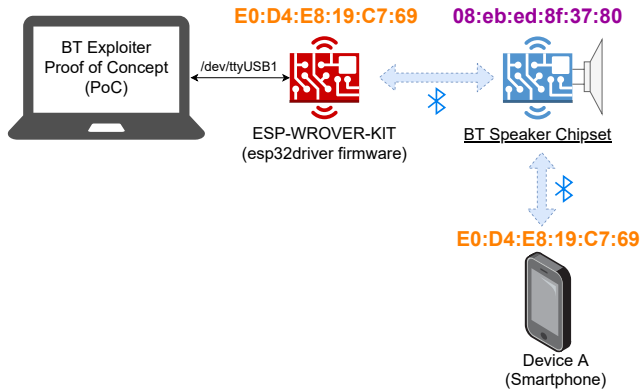 E0:D4:E8:19:C7:69
08:eb:ed:8f:37:80
BT Exploiter
Proof of Concept
(PoC)
/dev/ttyUSB1
ESP-WROVER-KIT
(esp32driver firmware)
BT Speaker Chipset
E0:D4:E8:19:C7:69
Device A
(Smartphone)